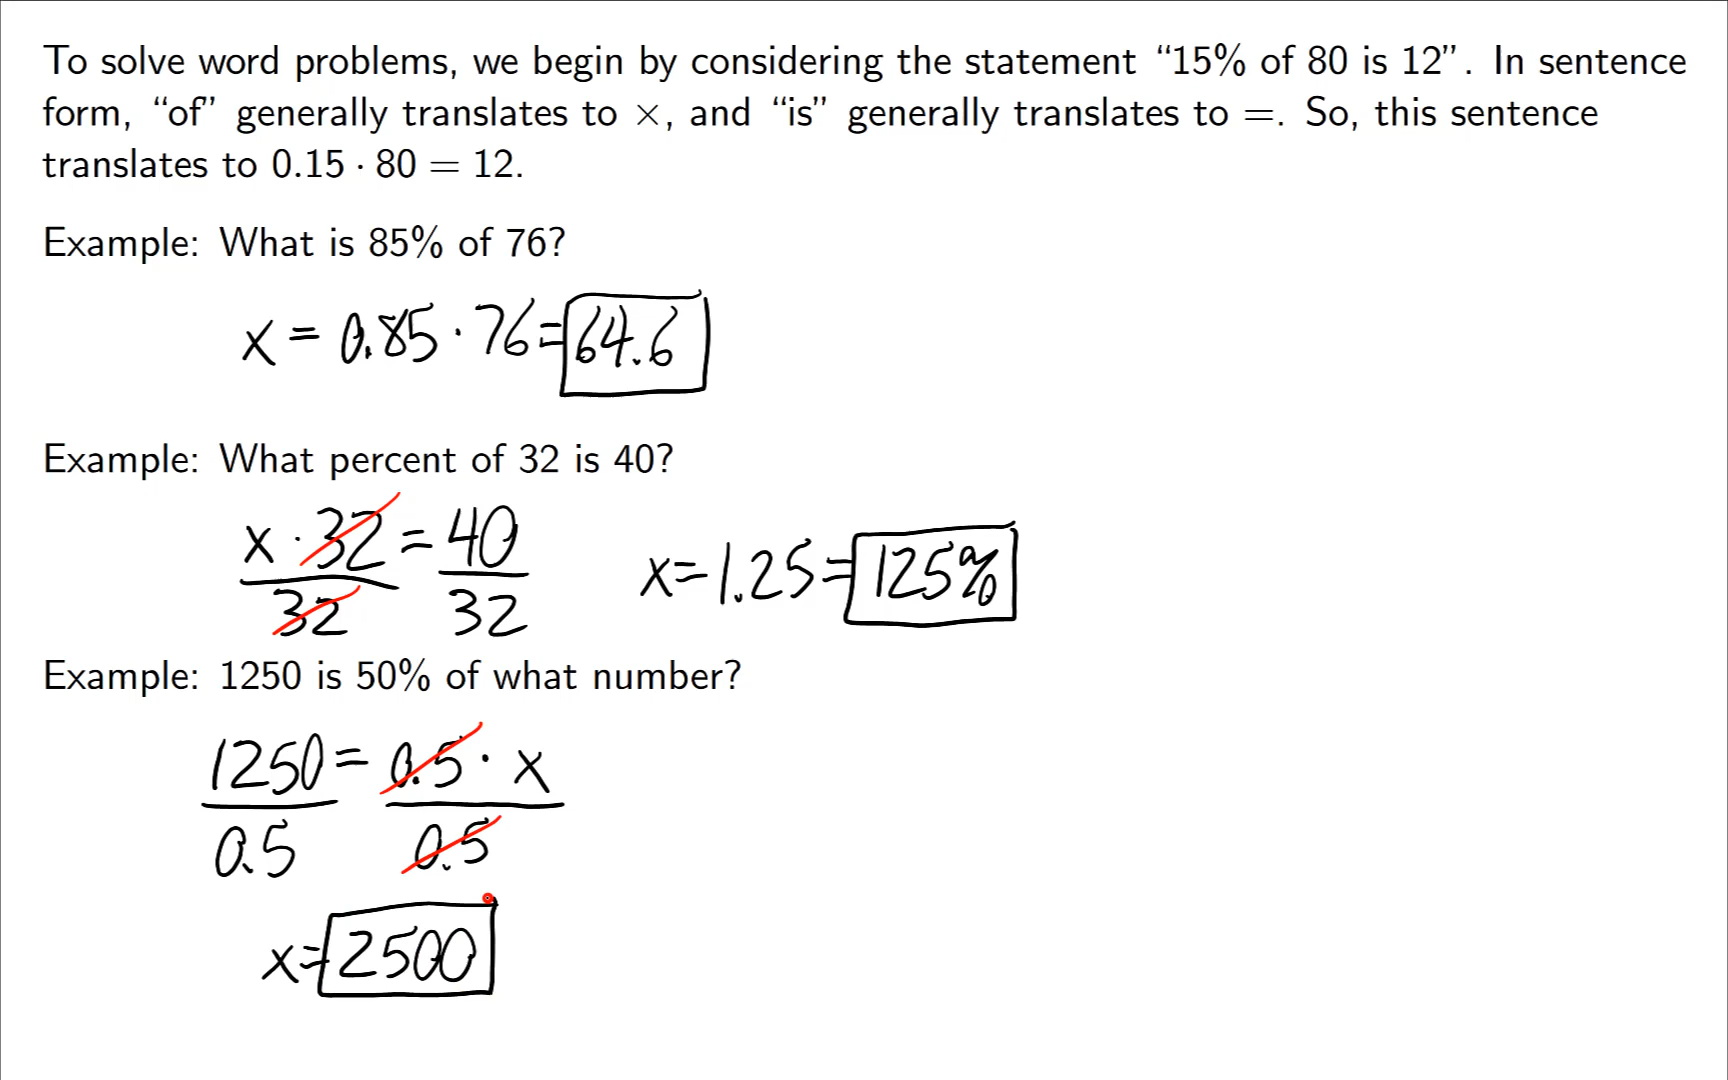 To solve word problems, we begin by considering the statement “15% of 80 is 12”. In sentence
form, “of” generally translates to ×, and “is” generally translates to =. So, this sentence
translates to 0.15 · 80 = 12.
Example: What is 85% of 76?
x = 0.85 · 76 = 64.6
Example: What percent of 32 is 40?
x · 32 = 40
32 32
x = 1.25 = 125%
Example: 1250 is 50% of what number?
1250 = 0.5 · x
0.5 0.5
x = 2500